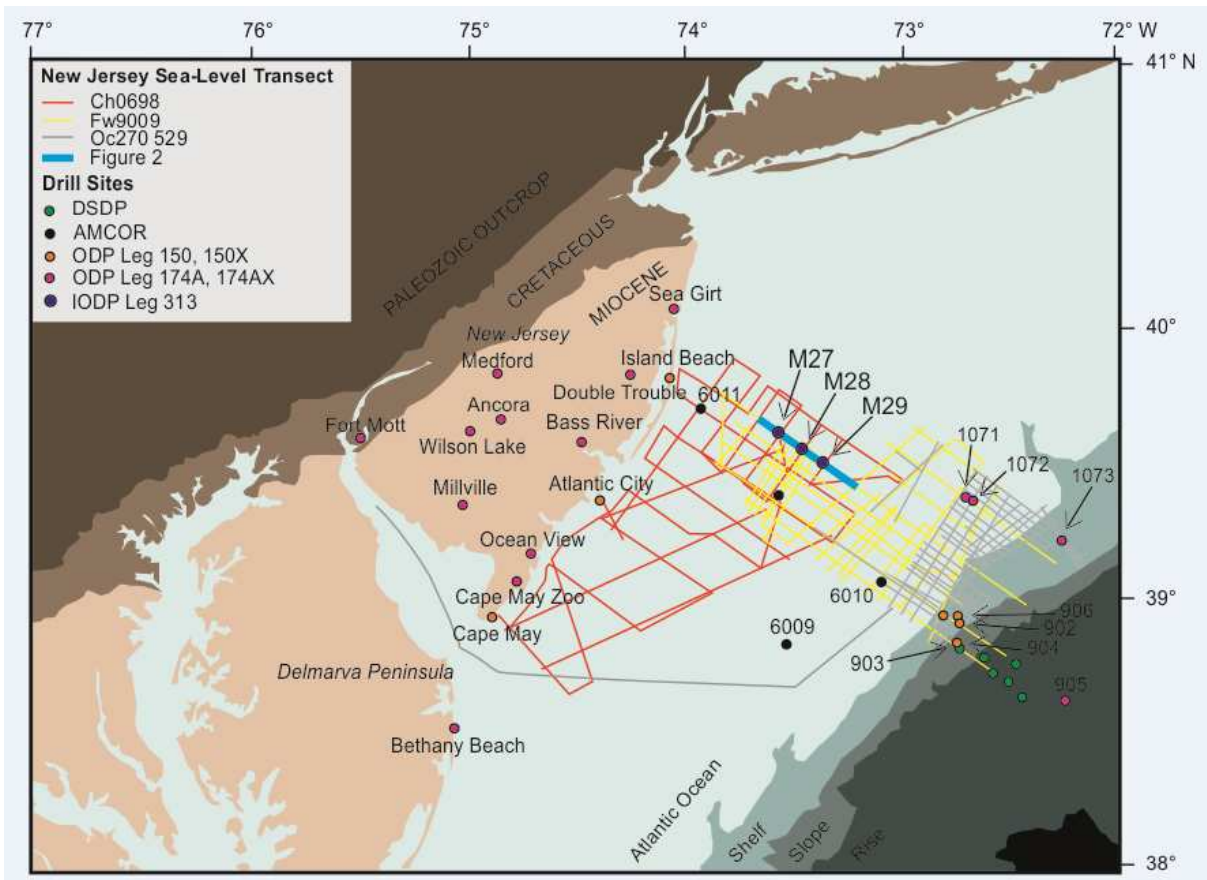 77°
76°
75°
74°
73°
72° W
41° N
New Jersey Sea-Level Transect
Ch0698
Fw9009
Oc270 529
Figure 2
Drill Sites
DSDP
AMCOR
ODP Leg 150, 150X
ODP Leg 174A, 174AX
IODP Leg 313
PALEOZOIC OUTCROP
CRETACEOUS
MIOCENE
Sea Girt
40°
New Jersey
Medford
Island Beach
M27
Double Trouble
6011
M28
Ancora
M29
Fort Mott
Bass River
Wilson Lake
1071
1072
1073
Millville
Atlantic City
Ocean View
Cape May Zoo
6010
39°
906
Cape May
6009
902
904
903
Delmarva Peninsula
905
Bethany Beach
Atlantic Ocean
Shelf
Slope
Rise
38°